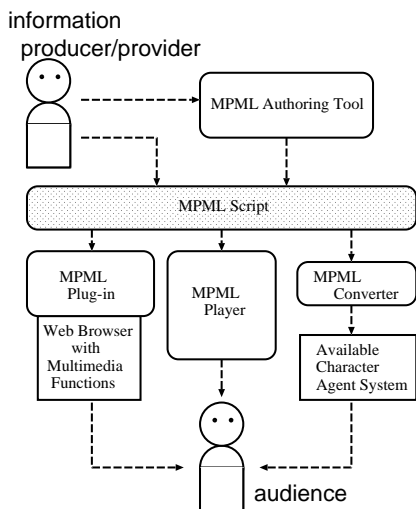 information
producer/provider
MPML Authoring Tool
MPML Script
MPML
Plug-in
Web Browser
with
Multimedia
Functions
MPML
Player
MPML
Converter
Available
Character
Agent System
audience